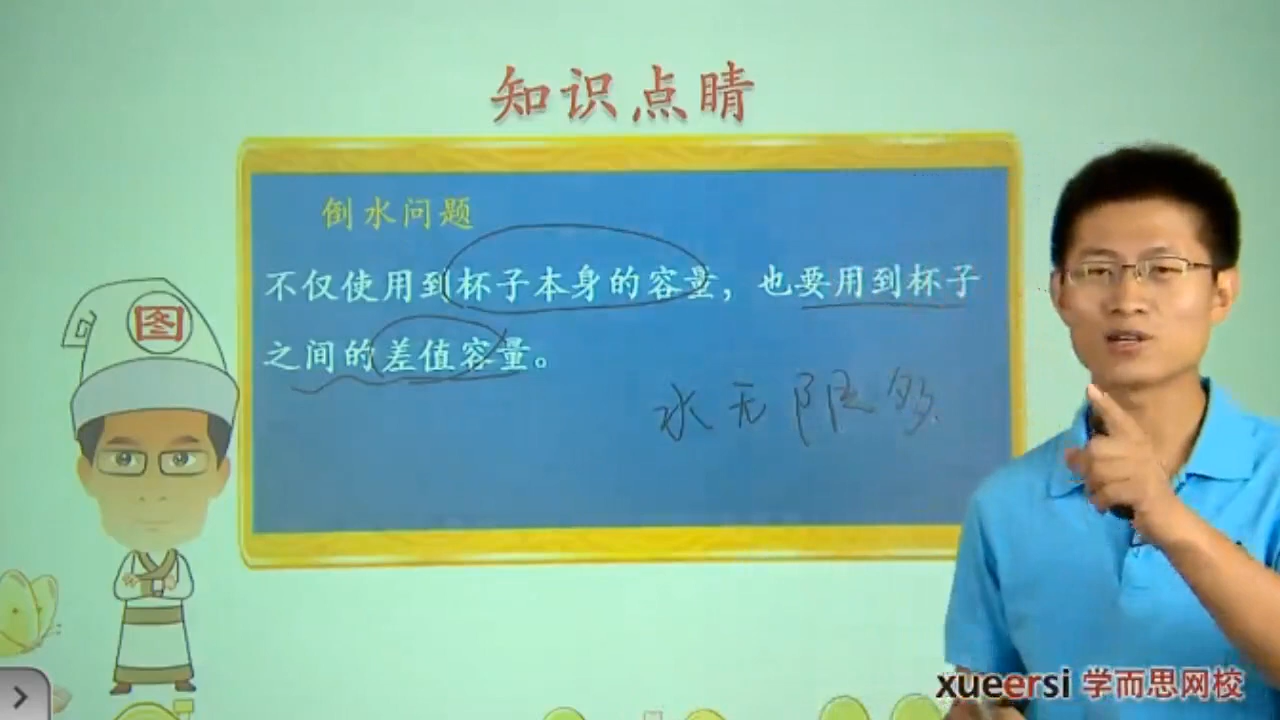 知识点睛
倒水问题
不仅使用到杯子本身的容量，也要用到杯子
之间的差值容量。
水无限多
图
xueersi 学而思网校